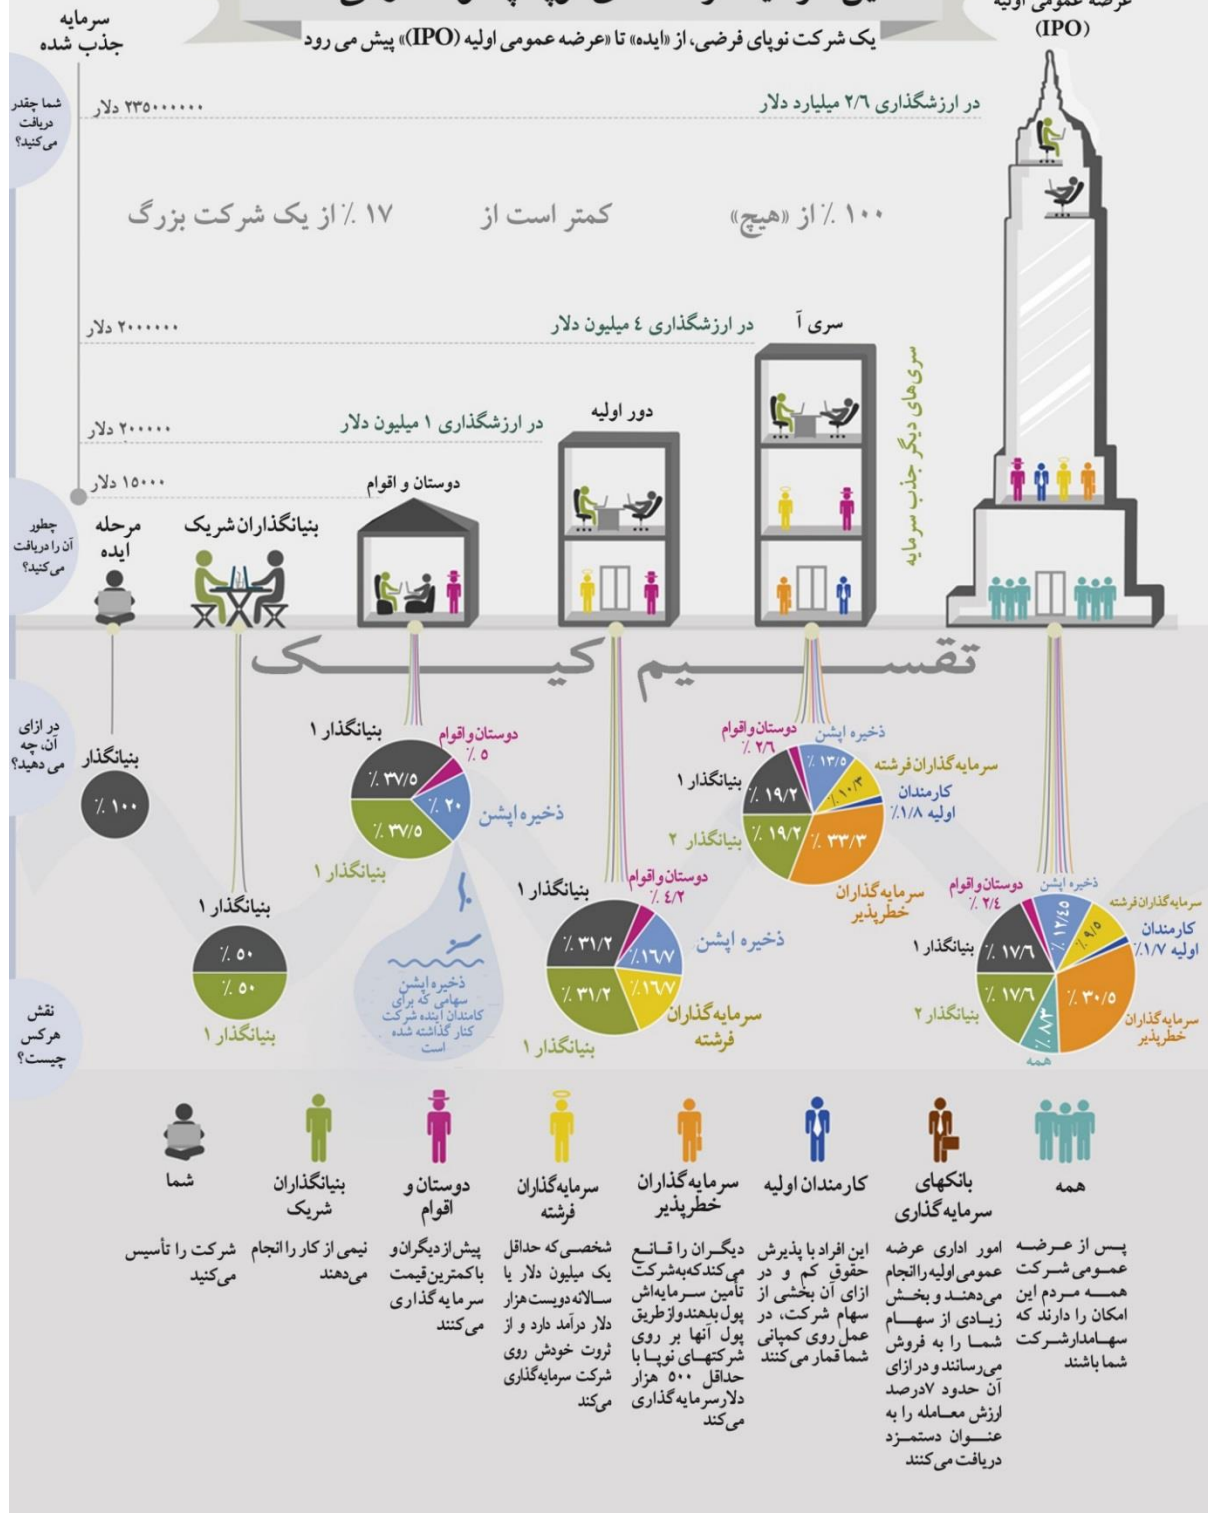 عرضه عمومی اولیه
(IPO)
یک شرکت نوپای فرضی، از «ایده» تا «عرضه عمومی اولیه (IPO)» پیش می رود
سرمایه
جذب شده
شما چقدر
دریافت
می‌کنید؟
در ارزشگذاری ۲/۶ میلیارد دلار
۲۳۵۰۰۰۰۰۰ دلار
۱۰۰ ٪ از «هیچ»
کمتر است از
۱۷ ٪ از یک شرکت بزرگ
سری آ
در ارزشگذاری ٤ میلیون دلار
۲۰۰۰۰۰۰ دلار
سری‌های دیگر جذب سرمایه
دور اولیه
در ارزشگذاری ۱ میلیون دلار
۲۰۰۰۰۰ دلار
دوستان و اقوام
۱۵۰۰۰ دلار
بنیانگذاران شریک
مرحله
ایده
چطور
آن را دریافت
می‌کنید؟
تقسیم کیک
در ازای
آن، چه
می دهید؟
بنیانگذار
۱۰۰ ٪
بنیانگذار ۱
۵۰ ٪
۵۰ ٪
بنیانگذار ۱
بنیانگذار ۱
۳۷/۵ ٪
دوستان و اقوام
۵ ٪
۲۰ ٪
ذخیره اپشن
۳۷/۵ ٪
بنیانگذار ۱
ذخیره اپشن
سهامی که برای
کامندان آینده شرکت
کنار گذاشته شده
است
بنیانگذار ۱
۳۱/۲ ٪
دوستان و اقوام
٤/۲ ٪
ذخیره اپشن
۱٦/۷٪
۱٦/۷٪
سرمایه‌گذاران
فرشته
۳۱/۲ ٪
بنیانگذار ۱
دوستان و اقوام
۲/٦ ٪
ذخیره اپشن
۱۳/۵ ٪
سرمایه‌گذاران فرشته
۱۰/۳ ٪
کارمندان
اولیه ۱/۸٪
بنیانگذار ۱
۱۹/۲ ٪
بنیانگذار ۲
۱۹/۲ ٪
۳۳/۳ ٪
سرمایه‌گذاران
خطرپذیر
دوستان و اقوام
۲/٤ ٪
ذخیره اپشن
۱۲/٤۵ ٪
سرمایه‌گذاران فرشته
۹/۵ ٪
کارمندان
اولیه ۱/۷٪
بنیانگذار ۱
۱۷/٦ ٪
بنیانگذار ۲
۱۷/٦ ٪
۸/۳ ٪
همه
۳۰/۵ ٪
سرمایه‌گذاران
خطرپذیر
نقش
هرکس
چیست؟
شما
شرکت را تأسیس
می‌کنید
بنیانگذاران
شریک
نیمی از کار را انجام
می‌دهند
دوستان و
اقوام
پیش از دیگران و
با کمترین قیمت
سرمایه گذاری
می‌کنند
سرمایه‌گذاران
فرشته
شخصی که حداقل
یک میلیون دلار یا
سالانه دویست هزار
دلار درآمد دارد و از
ثروت خودش روی
شرکت سرمایه‌گذاری
می‌کند
سرمایه‌گذاران
خطرپذیر
دیگران را قانع
می‌کند که به شرکت
تأمین سرمایه‌اش
پول بدهند و از طریق
پول آنها بر روی
شرکتهای نوپا با
حداقل ۵۰۰ هزار
دلار سرمایه گذاری
می‌کند
کارمندان اولیه
این افراد با پذیرش
حقوق کم و در
ازای آن بخشی از
سهام شرکت، در
عمل روی کمپانی
شما قمار می‌کنند
بانکهای
سرمایه‌گذاری
امور اداری عرضه
عمومی اولیه را انجام
می‌دهند و بخش
زیادی از سهام
شما را به فروش
می‌رسانند و در ازای
آن حدود ۷درصد
ارزش معامله را به
عنوان دستمزد
دریافت می‌کنند
همه
پس از عرضه
عمومی شرکت
همه مردم این
امکان را دارند که
سهامدار شرکت
شما باشند